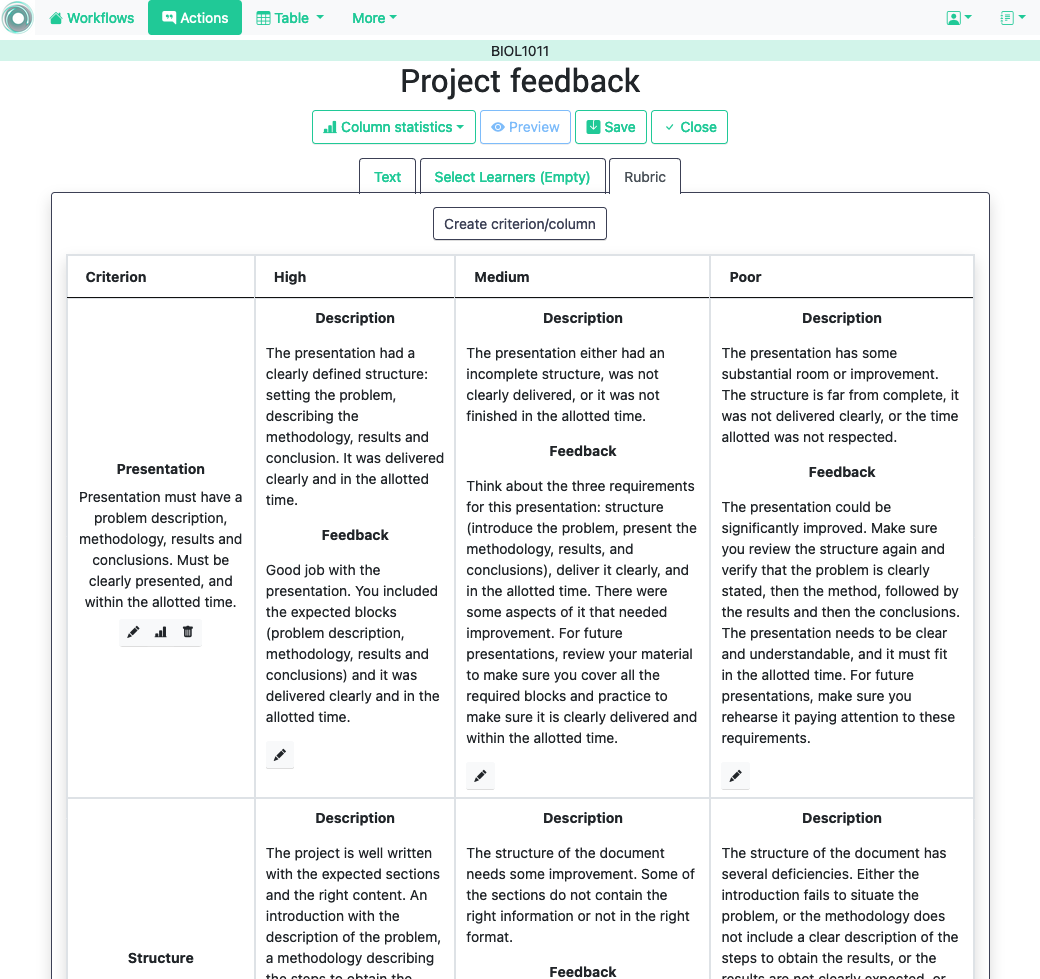 Workflows Actions Table More
BIOL1011
Project feedback
Column statistics Preview Save Close
Text Select Learners (Empty) Rubric
Create criterion/column
Criterion High Medium Poor
Presentation
Presentation must have a
problem description,
methodology, results and
conclusions. Must be
clearly presented, and
within the allotted time.
Description
The presentation had a
clearly defined structure:
setting the problem,
describing the
methodology, results and
conclusion. It was delivered
clearly and in the allotted
time.
Feedback
Good job with the
presentation. You included
the expected blocks
(problem description,
methodology, results and
conclusions) and it was
delivered clearly and in the
allotted time.
Description
The presentation either had an
incomplete structure, was not
clearly delivered, or it was not
finished in the allotted time.
Feedback
Think about the three requirements
for this presentation: structure
(introduce the problem, present the
methodology, results, and
conclusions), deliver it clearly, and
in the allotted time. There were
some aspects of it that needed
improvement. For future
presentations, review your material
to make sure you cover all the
required blocks and practice to
make sure it is clearly delivered and
within the allotted time.
Description
The presentation has some
substantial room or improvement.
The structure is far from complete, it
was not delivered clearly, or the time
allotted was not respected.
Feedback
The presentation could be
significantly improved. Make sure
you review the structure again and
verify that the problem is clearly
stated, then the method, followed by
the results and then the conclusions.
The presentation needs to be clear
and understandable, and it must fit
in the allotted time. For future
presentations, make sure you
rehearse it paying attention to these
requirements.
Structure
Description
The project is well written
with the expected sections
and the right content. An
introduction with the
description of the problem,
a methodology describing
the steps to obtain the
Description
The structure of the document
needs some improvement. Some of
the sections do not contain the
right information or not in the right
format.
Feedback
Description
The structure of the document has
several deficiencies. Either the
introduction fails to situate the
problem, or the methodology does
not include a clear description of the
steps to obtain the results, or the
results are not clearly expected, or